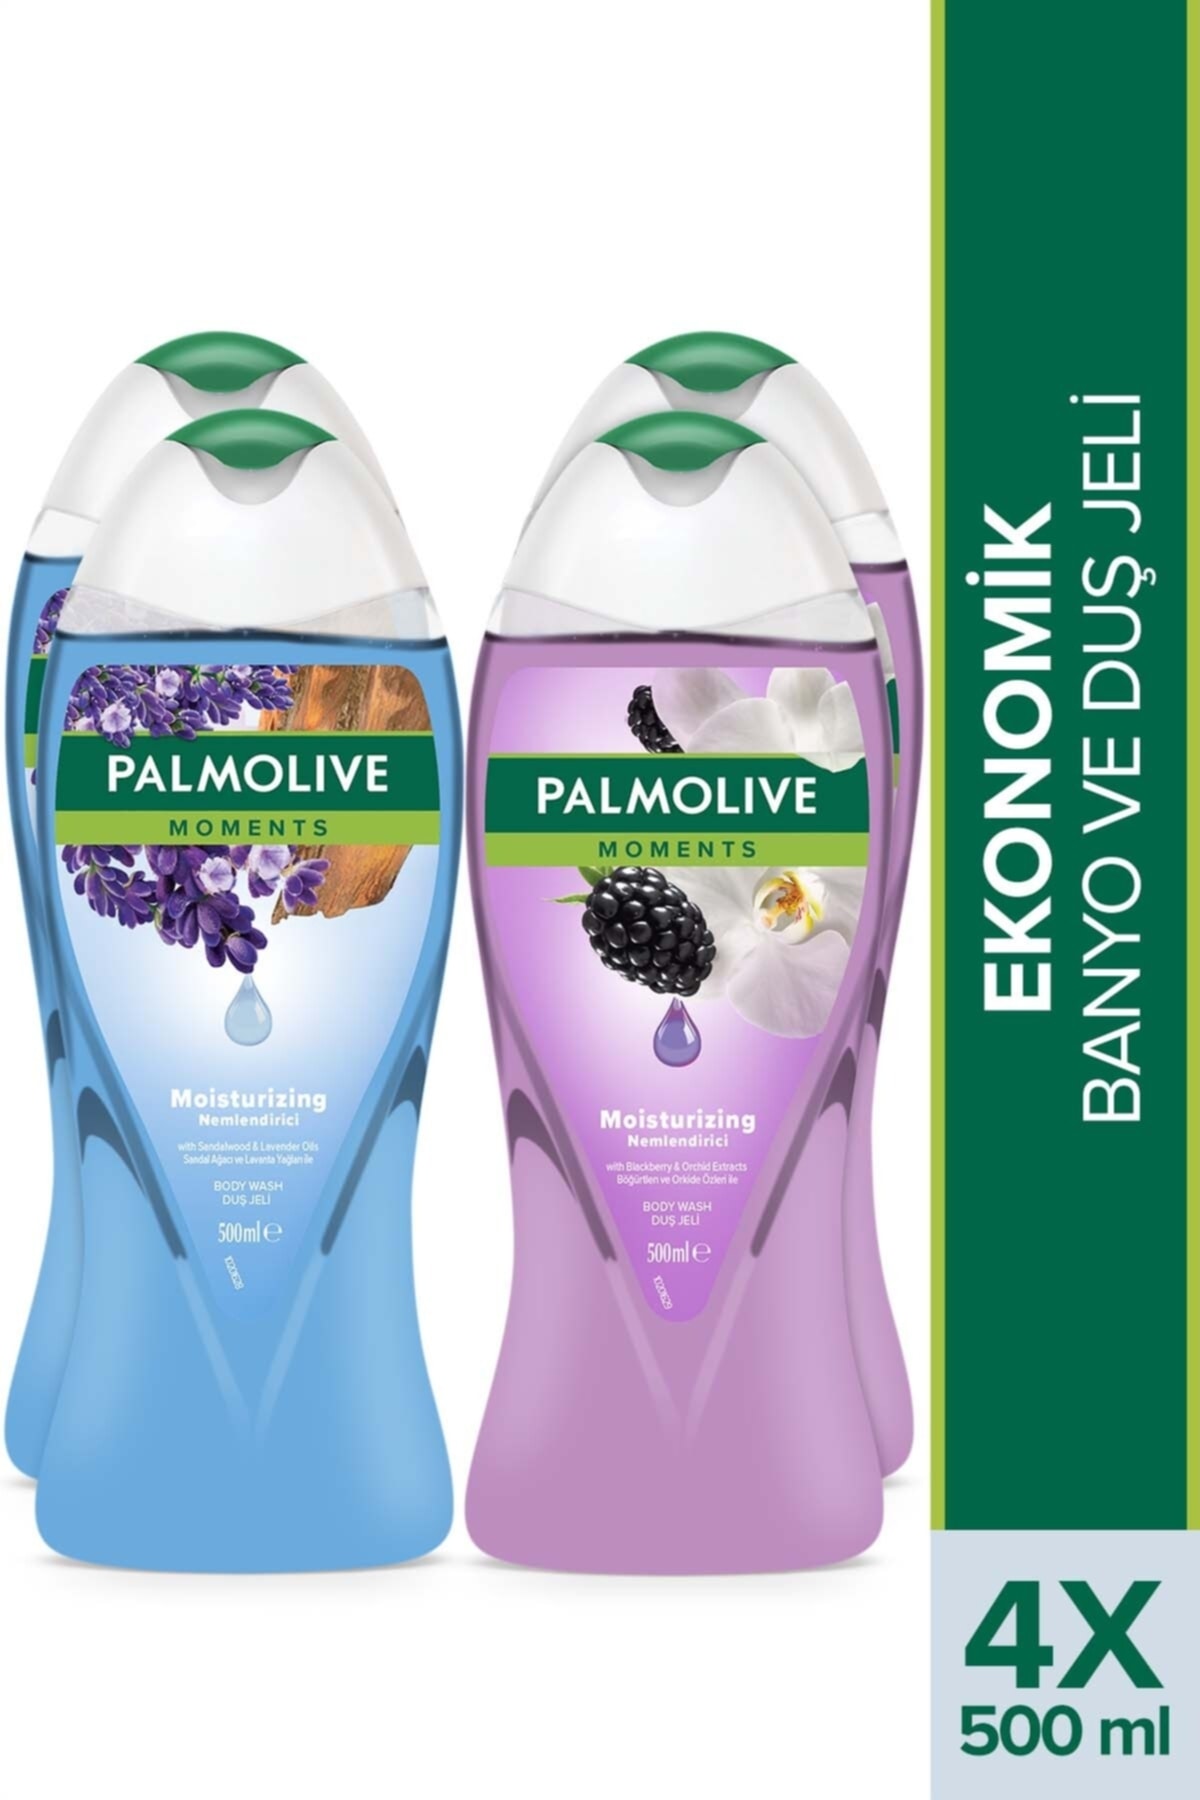 PALMOLIVE
MOMENTS
Moisturizing
Nemlendirici
with Sandalwood & Lavender Oils
Sandal Ağacı ve Lavanta Yağları ile
BODY WASH
DUŞ JELİ
500ml e
PALMOLIVE
MOMENTS
Moisturizing
Nemlendirici
with Blackberry & Orchid Extracts
Böğürtlen ve Orkide Özleri ile
BODY WASH
DUŞ JELİ
500ml e
EKONOMİK
BANYO VE DUŞ JELİ
4X
500 ml